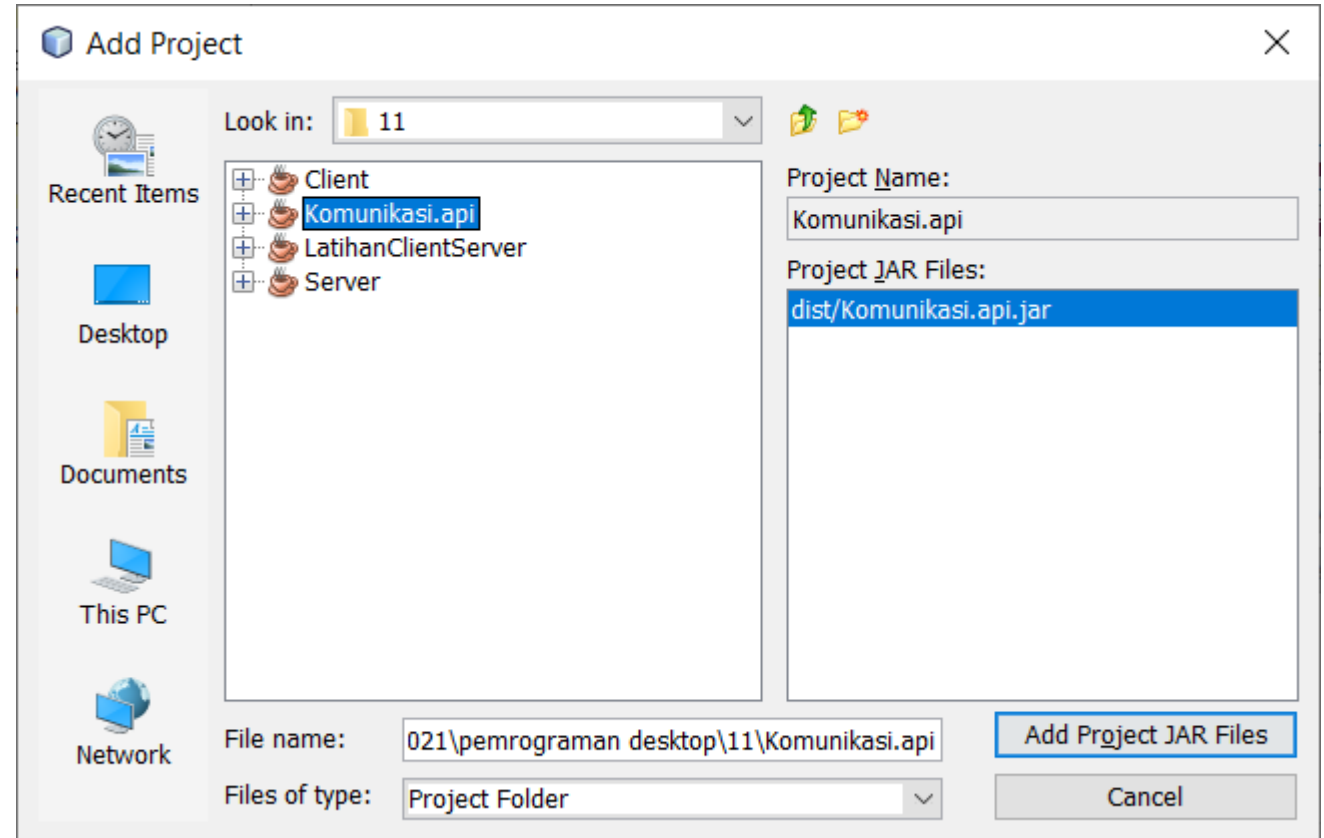 Add Project
Look in: 11
Recent Items
Desktop
Documents
This PC
Network
Client
Komunikasi.api
LatihanClientServer
Server
Project Name:
Komunikasi.api
Project JAR Files:
dist/Komunikasi.api.jar
File name: 021\pemrograman desktop\11\Komunikasi.api
Add Project JAR Files
Files of type: Project Folder
Cancel